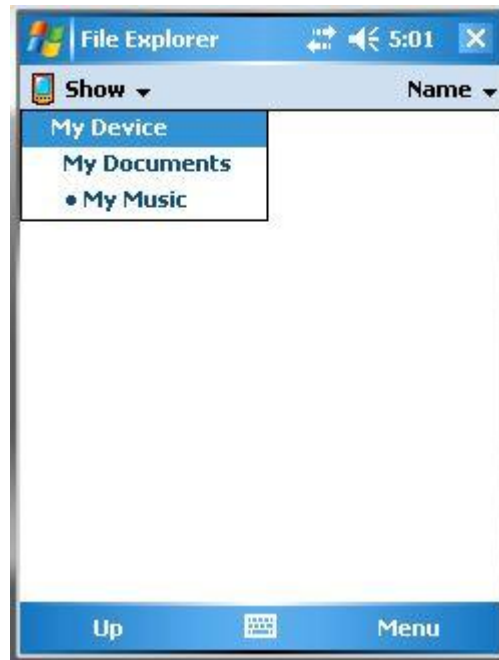 File Explorer 5:01
Show Name
My Device
My Documents
• My Music
Up Menu